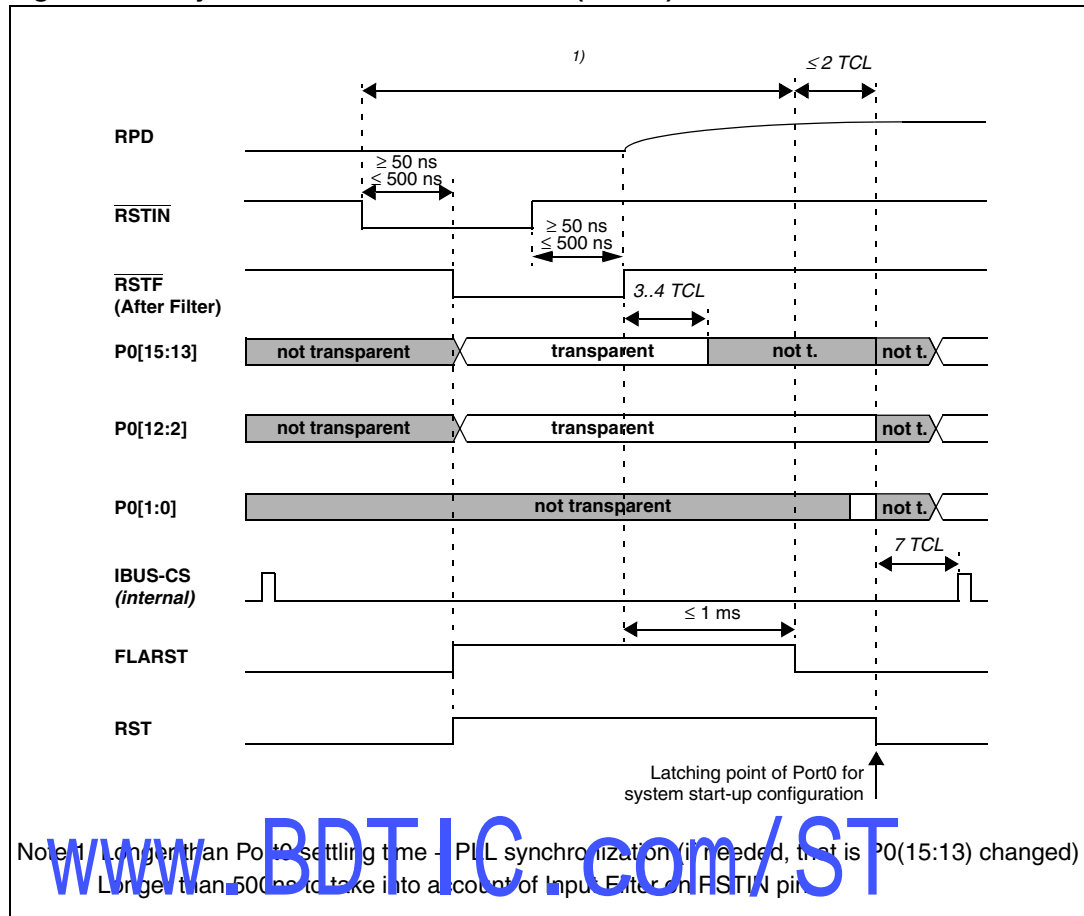 1)
≤ 2 TCL
RPD
≥ 50 ns
≤ 500 ns
RSTIN
≥ 50 ns
≤ 500 ns
RSTF
(After Filter)
3..4 TCL
P0[15:13]
not transparent
transparent
not t.
not t.
P0[12:2]
not transparent
transparent
not t.
P0[1:0]
not transparent
not t.
7 TCL
IBUS-CS
(internal)
≤ 1 ms
FLARST
RST
Latching point of Port0 for
system start-up configuration
Note 1) Longer than Port0 settling time + PLL synchronization (if needed, that is P0(15:13) changed)
Longer than 500ns to take into account of Input Filter on RSTIN pin
www.BDTIC.com/ST